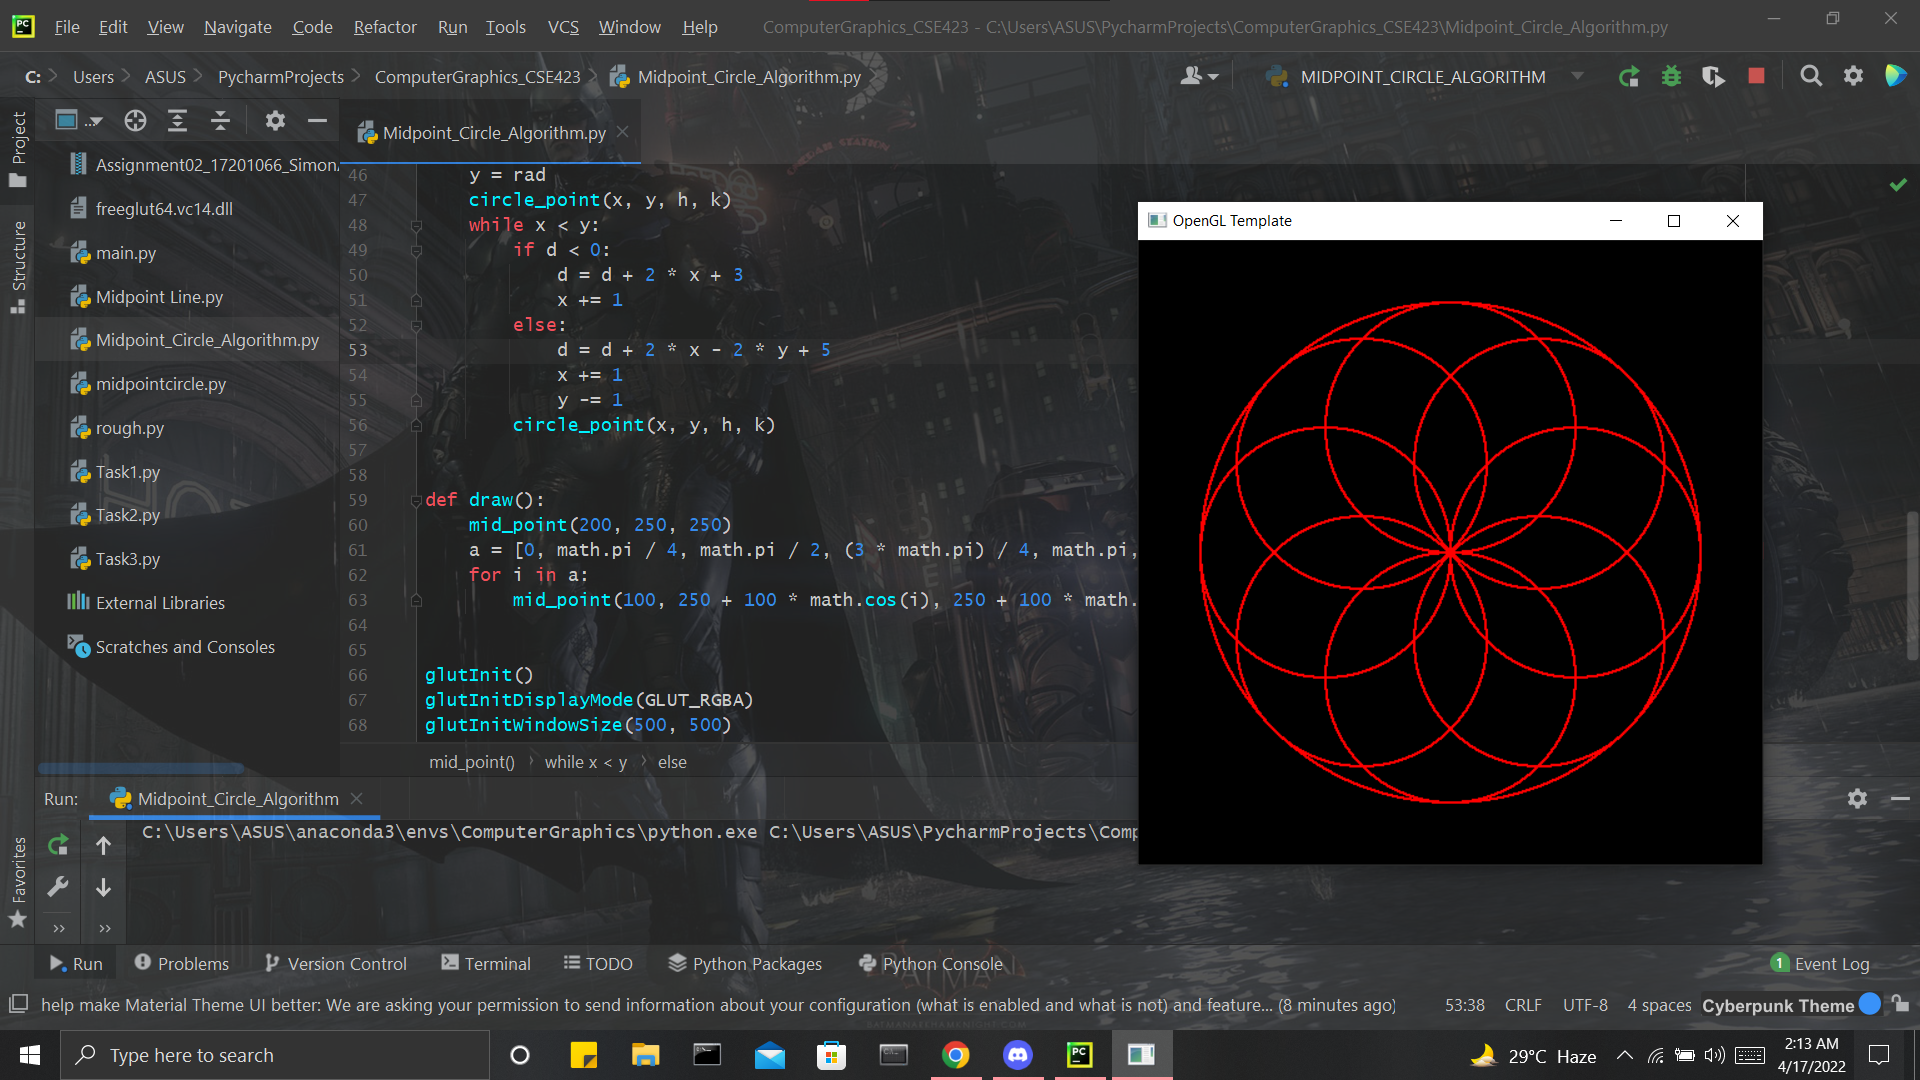 File Edit View Navigate Code Refactor Run Tools VCS Window Help ComputerGraphics_CSE423 - C:\Users\ASUS\PycharmProjects\ComputerGraphics_CSE423\Midpoint_Circle_Algorithm.py
C: Users ASUS PycharmProjects ComputerGraphics_CSE423 Midpoint_Circle_Algorithm.py MIDPOINT_CIRCLE_ALGORITHM
Project
Structure
Favorites
...
Assignment02_17201066_Simon
freeglut64.vc14.dll
main.py
Midpoint Line.py
Midpoint_Circle_Algorithm.py
midpointcircle.py
rough.py
Task1.py
Task2.py
Task3.py
External Libraries
Scratches and Consoles
Midpoint_Circle_Algorithm.py
46 y = rad
47 circle_point(x, y, h, k)
48 while x < y:
49 if d < 0:
50 d = d + 2 * x + 3
51 x += 1
52 else:
53 d = d + 2 * x - 2 * y + 5
54 x += 1
55 y -= 1
56 circle_point(x, y, h, k)
57
58
59 def draw():
60 mid_point(200, 250, 250)
61 a = [0, math.pi / 4, math.pi / 2, (3 * math.pi) / 4, math.pi,
62 for i in a:
63 mid_point(100, 250 + 100 * math.cos(i), 250 + 100 * math.
64
65
66 glutInit()
67 glutInitDisplayMode(GLUT_RGBA)
68 glutInitWindowSize(500, 500)
mid_point() while x < y else
OpenGL Template
Run: Midpoint_Circle_Algorithm
C:\Users\ASUS\anaconda3\envs\ComputerGraphics\python.exe C:\Users\ASUS\PycharmProjects\Comp
Run Problems Version Control Terminal TODO Python Packages Python Console 1 Event Log
help make Material Theme UI better: We are asking your permission to send information about your configuration (what is enabled and what is not) and feature... (8 minutes ago) 53:38 CRLF UTF-8 4 spaces Cyberpunk Theme
Type here to search
29°C Haze
2:13 AM
4/17/2022